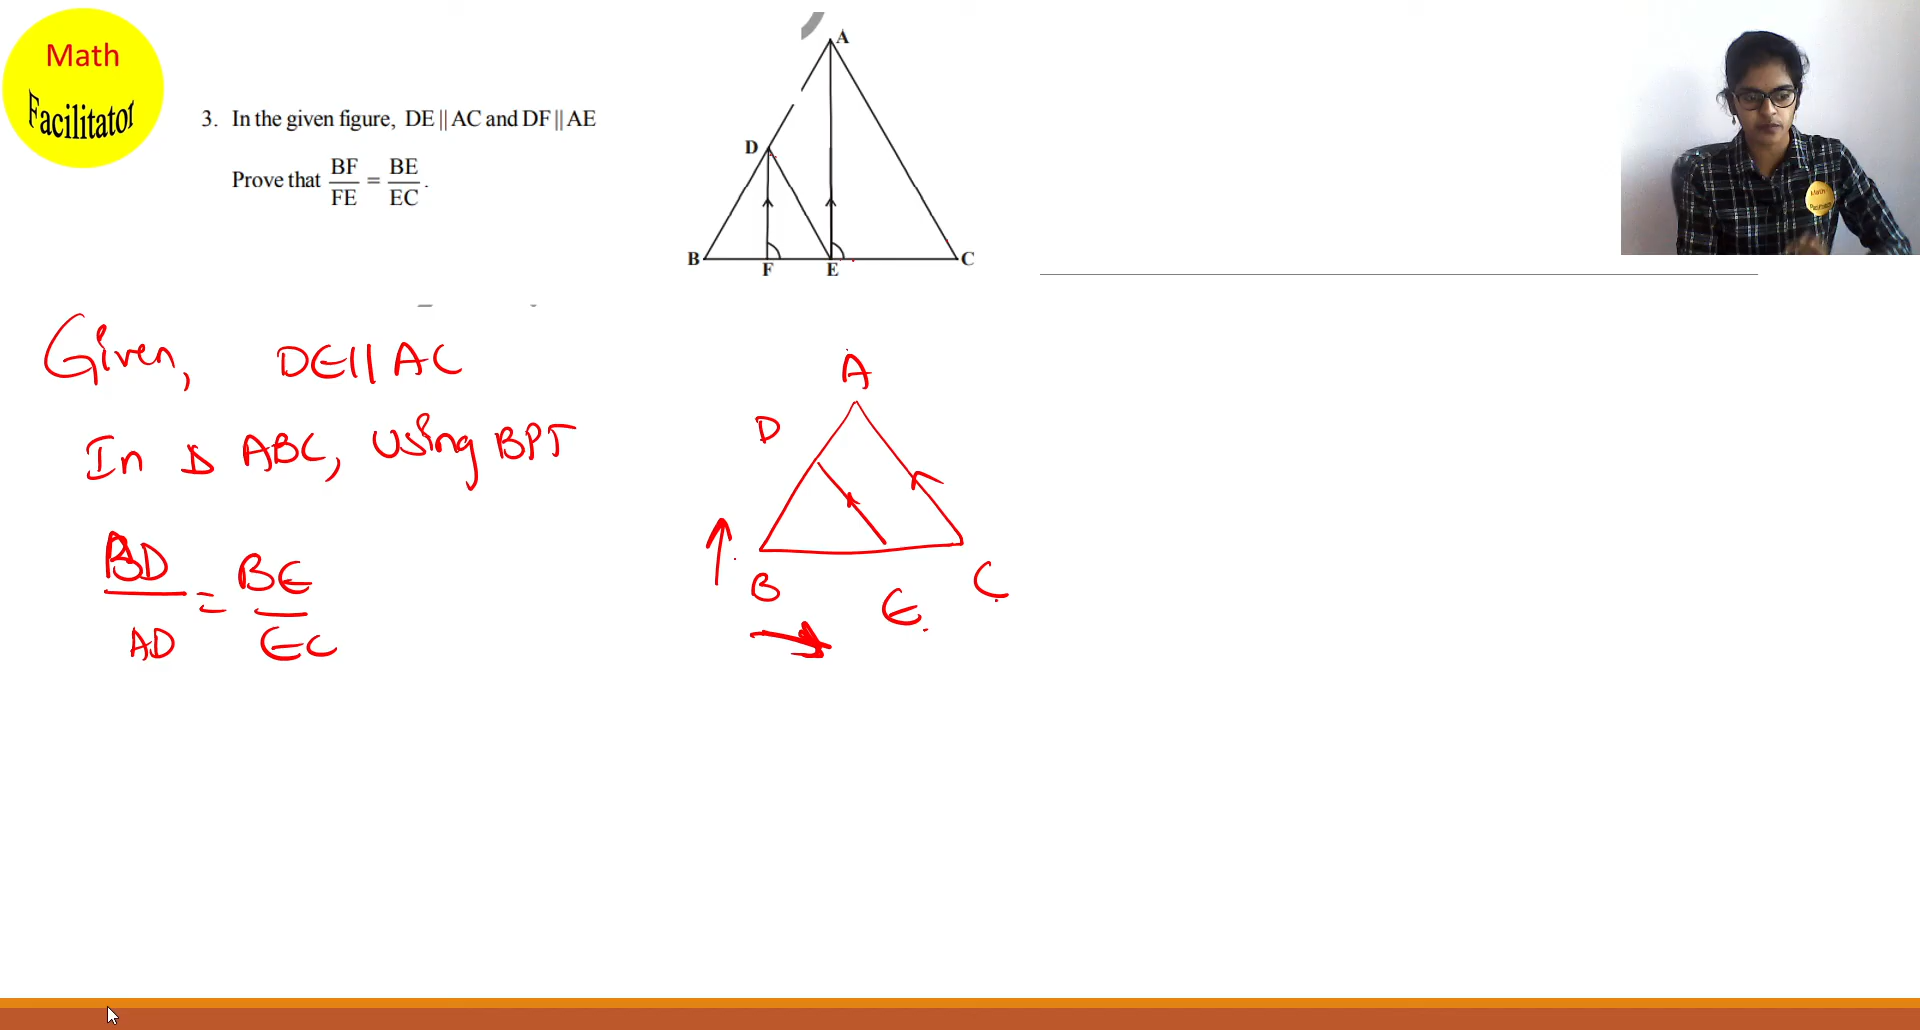 Math
Facilitator
3. In the given figure, DE || AC and DF || AE
Prove that BF/FE = BE/EC.
A
D
B
F
E
C
Given, DE || AC
In Δ ABC, Using BPT
BD/AD = BE/EC
A
D
B
E
C